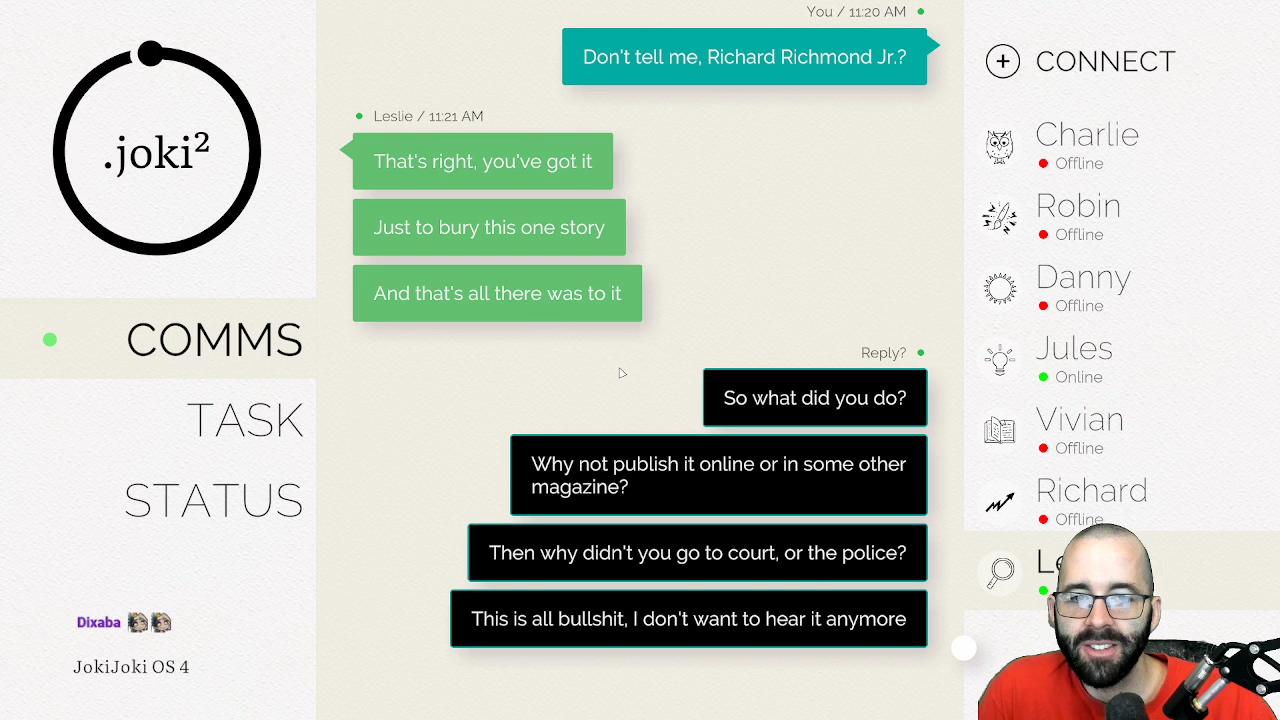 .joki²
COMMS
TASK
STATUS
Dixaba
JokiJoki OS 4
You / 11:20 AM
Don't tell me, Richard Richmond Jr.?
Leslie / 11:21 AM
That's right, you've got it
Just to bury this one story
And that's all there was to it
Reply?
So what did you do?
Why not publish it online or in some other
magazine?
Then why didn't you go to court, or the police?
This is all bullshit, I don't want to hear it anymore
CONNECT
Charlie
Offline
Robin
Offline
Danny
Offline
Jules
Online
Vivian
Offline
Richard
Offline